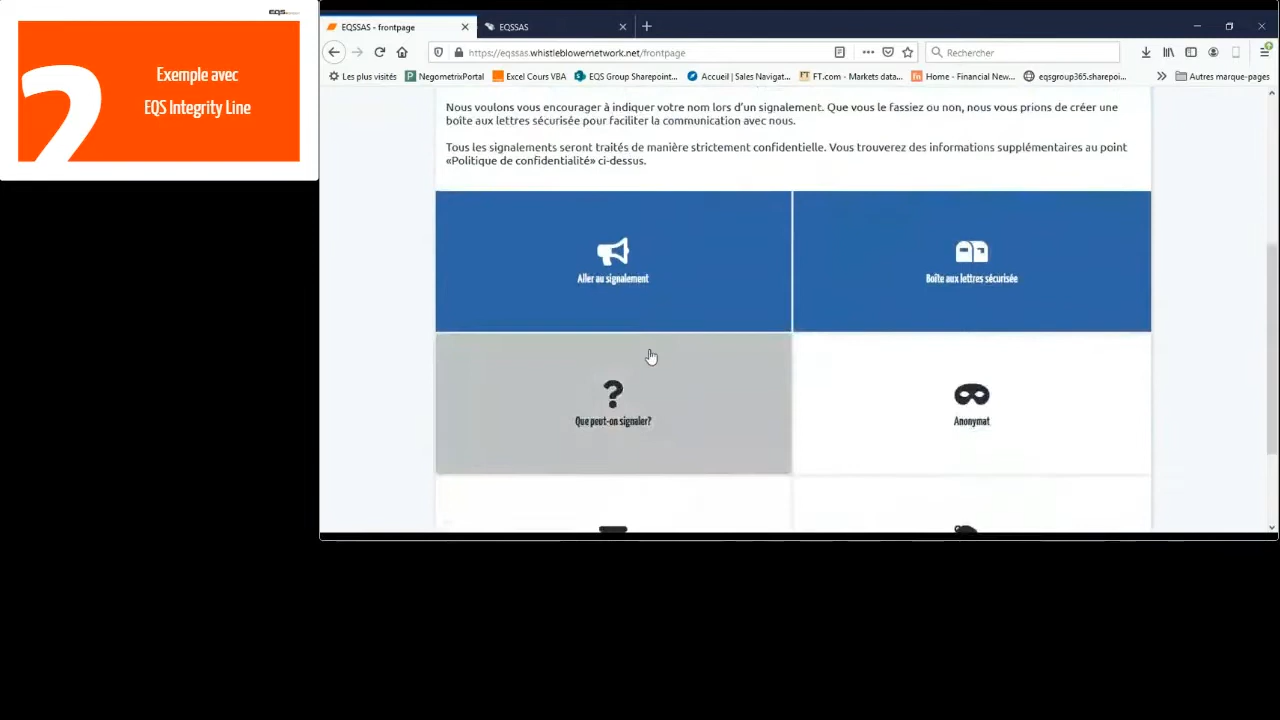 EQS
2
Exemple avec
EQS Integrity Line
EQSSAS - frontpage
EQSSAS
https://eqssas.whistleblowernetwork.net/frontpage
Rechercher
Les plus visités
NegometrixPortal
Excel Cours VBA
EQS Group Sharepoint...
Accueil | Sales Navigat...
FT.com - Markets data...
Home - Financial New...
eqsgroup365.sharepoi...
Autres marque-pages
Nous voulons vous encourager à indiquer votre nom lors d'un signalement. Que vous le fassiez ou non, nous vous prions de créer une
boîte aux lettres sécurisée pour faciliter la communication avec nous.
Tous les signalements seront traités de manière strictement confidentielle. Vous trouverez des informations supplémentaires au point
«Politique de confidentialité» ci-dessus.
Aller au signalement
Boîte aux lettres sécurisée
?
Que peut-on signaler?
Anonymat